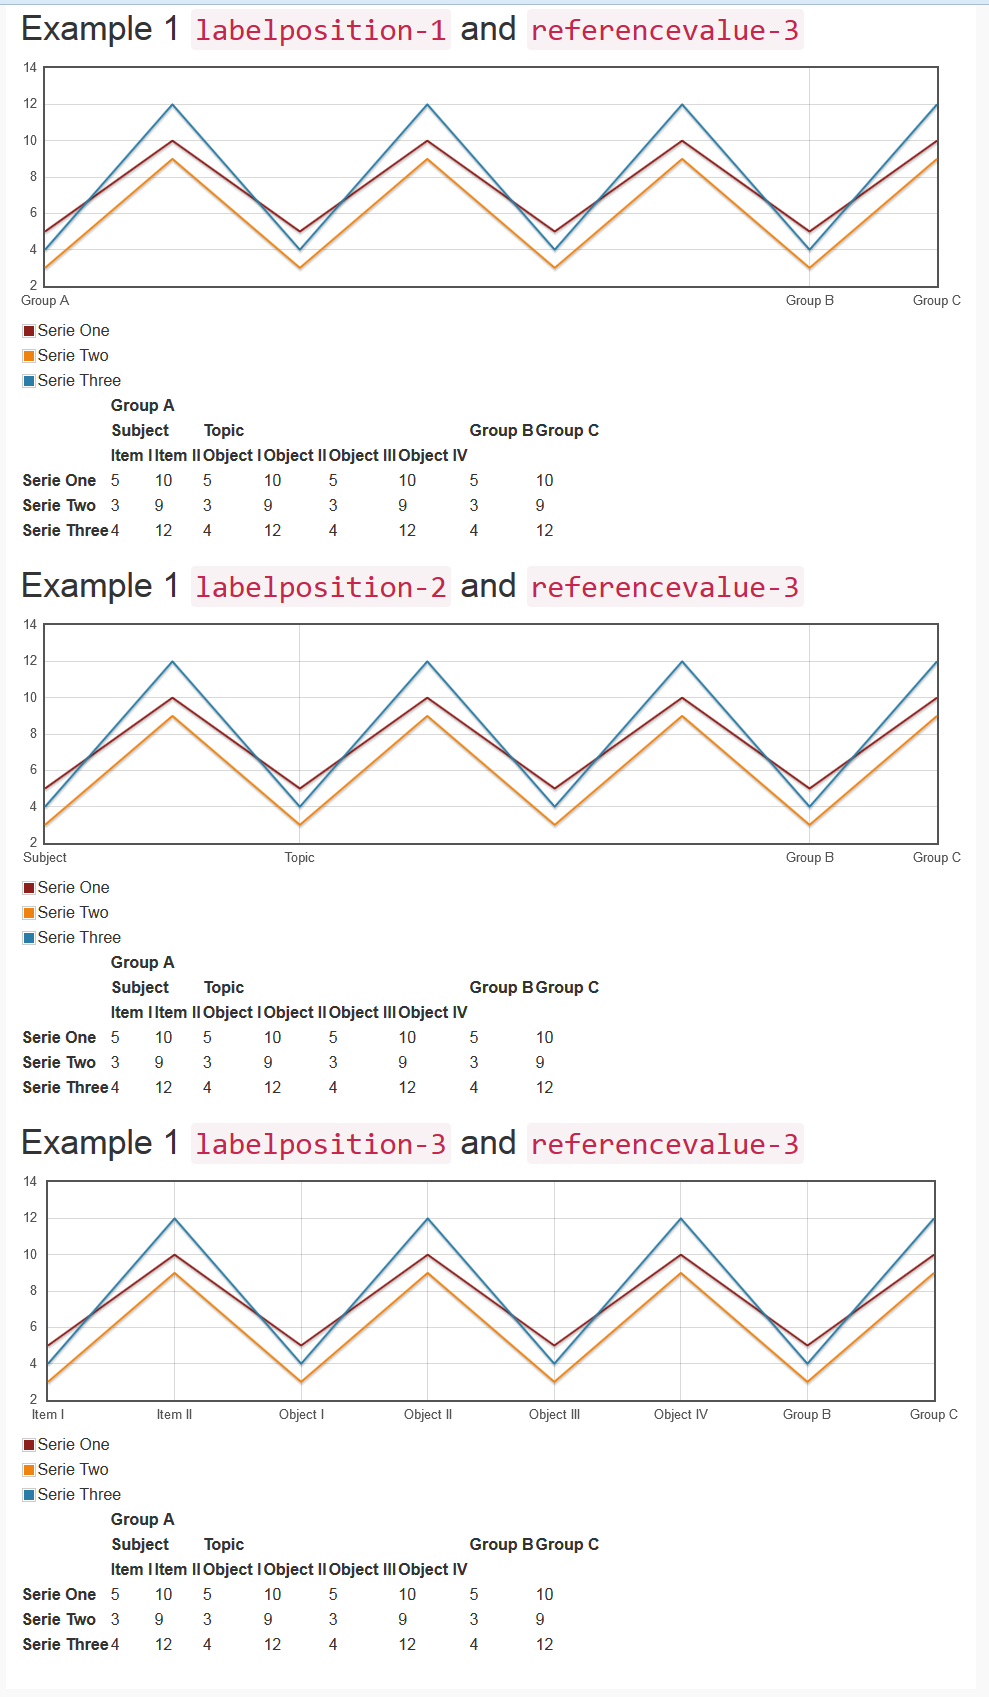 Example 1 labelposition-1 and referencevalue-3
14
12
10
8
6
4
2
Group A Group B Group C
Serie One
Serie Two
Serie Three
Group A
Subject Topic Group B Group C
Item I Item II Object I Object II Object III Object IV
Serie One 5 10 5 10 5 10 5 10
Serie Two 3 9 3 9 3 9 3 9
Serie Three 4 12 4 12 4 12 4 12
Example 1 labelposition-2 and referencevalue-3
14
12
10
8
6
4
2
Subject Topic Group B Group C
Serie One
Serie Two
Serie Three
Group A
Subject Topic Group B Group C
Item I Item II Object I Object II Object III Object IV
Serie One 5 10 5 10 5 10 5 10
Serie Two 3 9 3 9 3 9 3 9
Serie Three 4 12 4 12 4 12 4 12
Example 1 labelposition-3 and referencevalue-3
14
12
10
8
6
4
2
Item I Item II Object I Object II Object III Object IV Group B Group C
Serie One
Serie Two
Serie Three
Group A
Subject Topic Group B Group C
Item I Item II Object I Object II Object III Object IV
Serie One 5 10 5 10 5 10 5 10
Serie Two 3 9 3 9 3 9 3 9
Serie Three 4 12 4 12 4 12 4 12